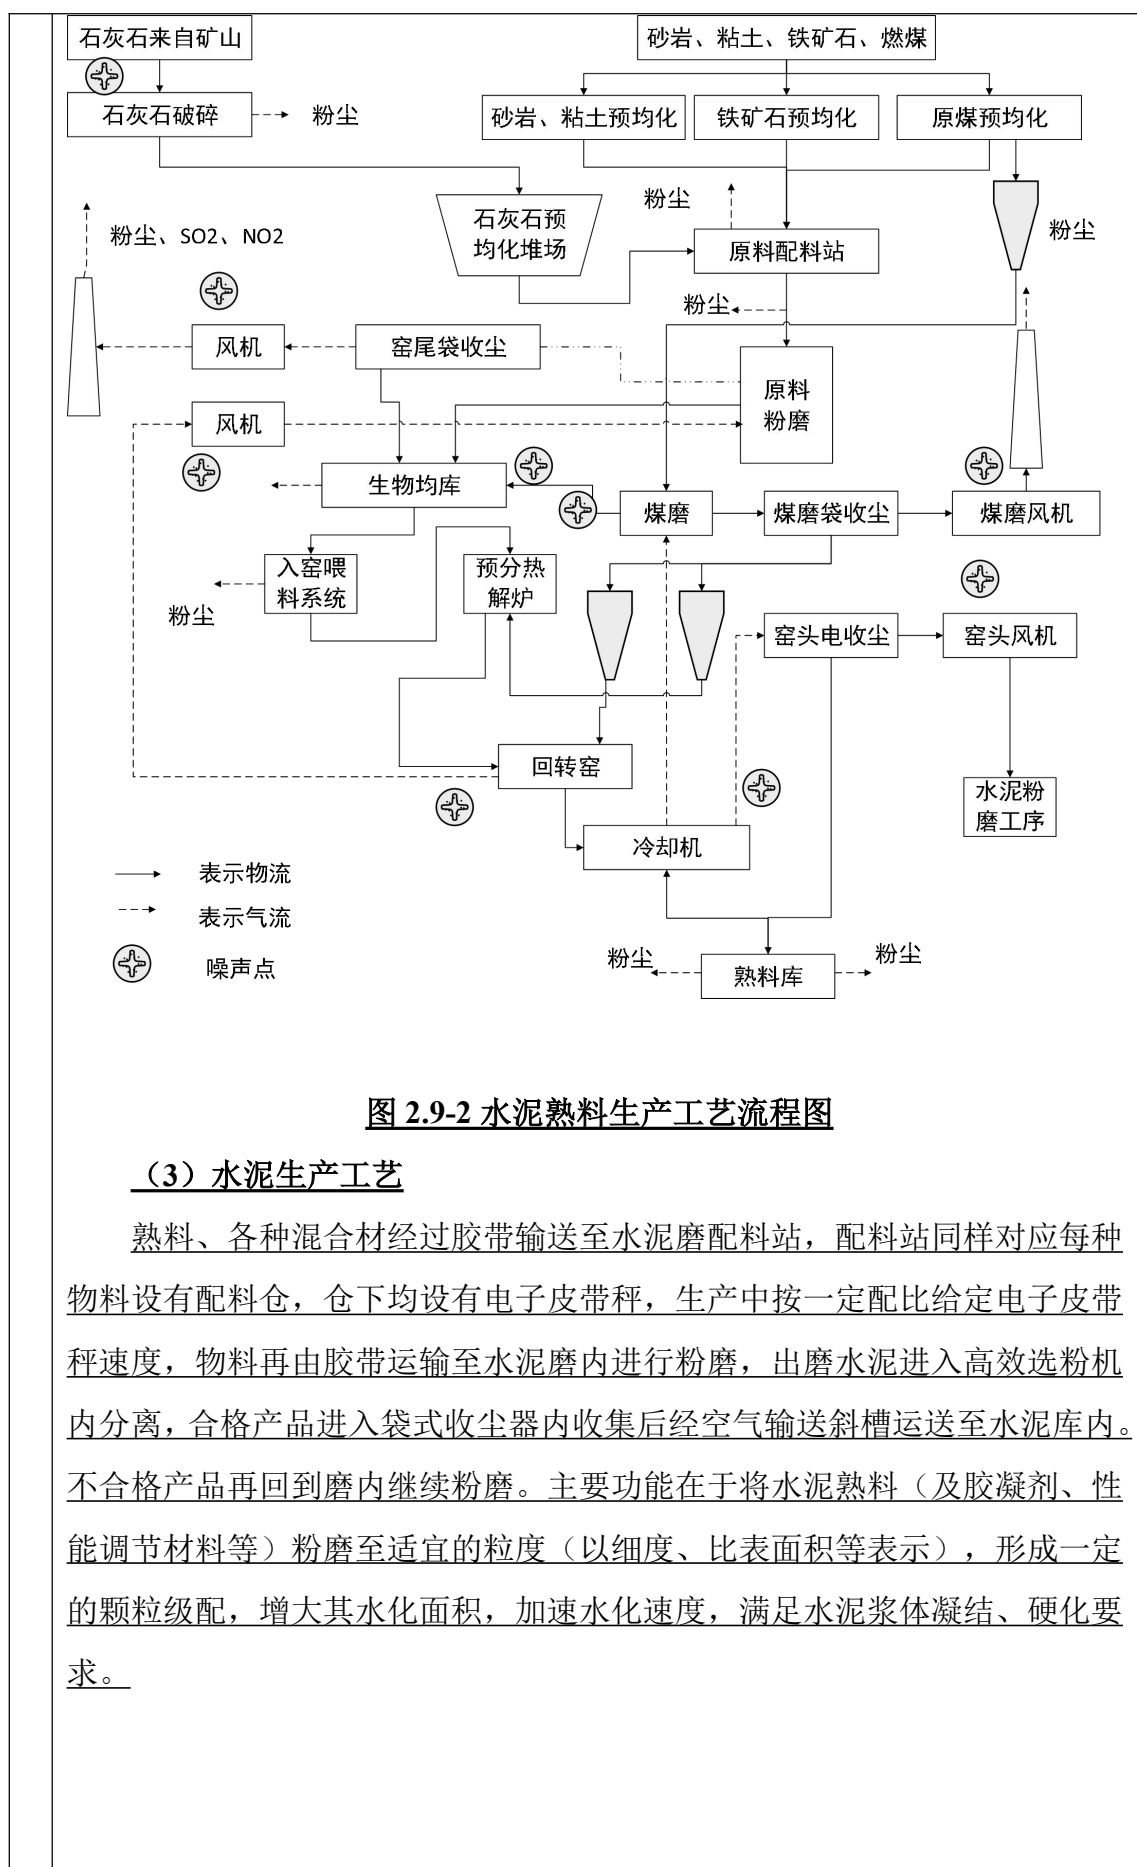 石灰石来自矿山
砂岩、粘土、铁矿石、燃煤
石灰石破碎
粉尘
砂岩、粘土预均化
铁矿石预均化
原煤预均化
粉尘
石灰石预
均化堆场
粉尘
粉尘、SO2、NO2
原料配料站
粉尘
风机
窑尾袋收尘
原料
粉磨
风机
生物均库
煤磨
煤磨袋收尘
煤磨风机
入窑喂
料系统
预分热
解炉
粉尘
窑头电收尘
窑头风机
回转窑
水泥粉
磨工序
冷却机
表示物流
表示气流
噪声点
粉尘
熟料库
粉尘
图 2.9-2 水泥熟料生产工艺流程图
（3）水泥生产工艺
熟料、各种混合材经过胶带输送至水泥磨配料站，配料站同样对应每种
物料设有配料仓，仓下均设有电子皮带秤，生产中按一定配比给定电子皮带
秤速度，物料再由胶带运输至水泥磨内进行粉磨，出磨水泥进入高效选粉机
内分离，合格产品进入袋式收尘器内收集后经空气输送斜槽运送至水泥库内。
不合格产品再回到磨内继续粉磨。主要功能在于将水泥熟料（及胶凝剂、性
能调节材料等）粉磨至适宜的粒度（以细度、比表面积等表示），形成一定
的颗粒级配，增大其水化面积，加速水化速度，满足水泥浆体凝结、硬化要
求。